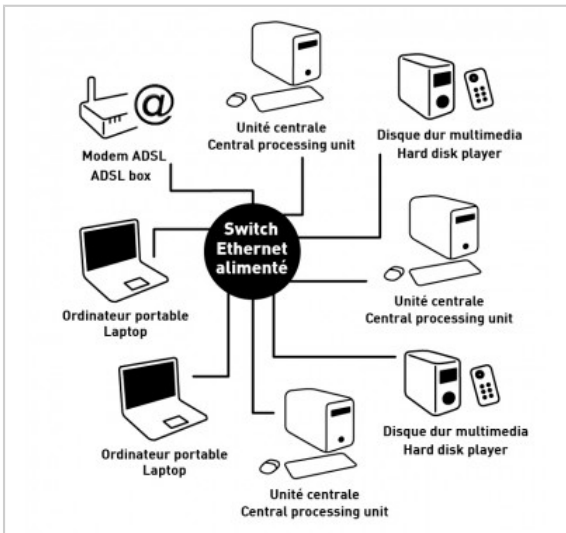 @
Modem ADSL
ADSL box
Unité centrale
Central processing unit
Disque dur multimedia
Hard disk player
Switch
Ethernet
alimenté
Ordinateur portable
Laptop
Unité centrale
Central processing unit
Ordinateur portable
Laptop
Unité centrale
Central processing unit
Disque dur multimedia
Hard disk player